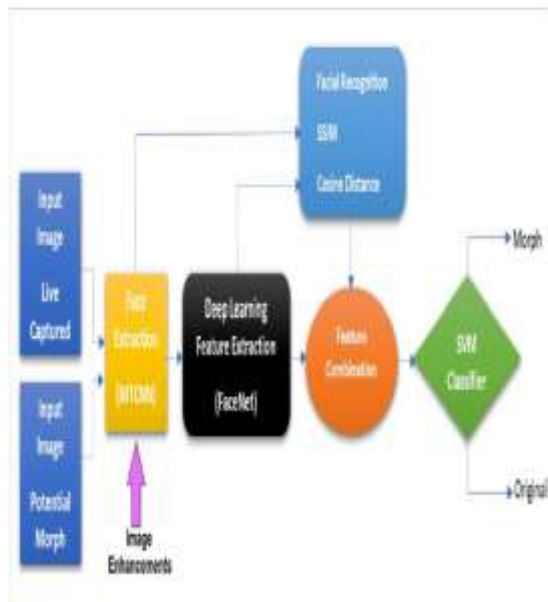 Facial Recognition
SSIM
Cosine Distance
Input
Image
Live
Captured
Input
Image
Potential
Morph
Face
Extraction
(MTCNN)
Image
Enhancements
Deep Learning
Feature Extraction
(FaceNet)
Feature
Combination
SVM
Classifier
Morph
Original